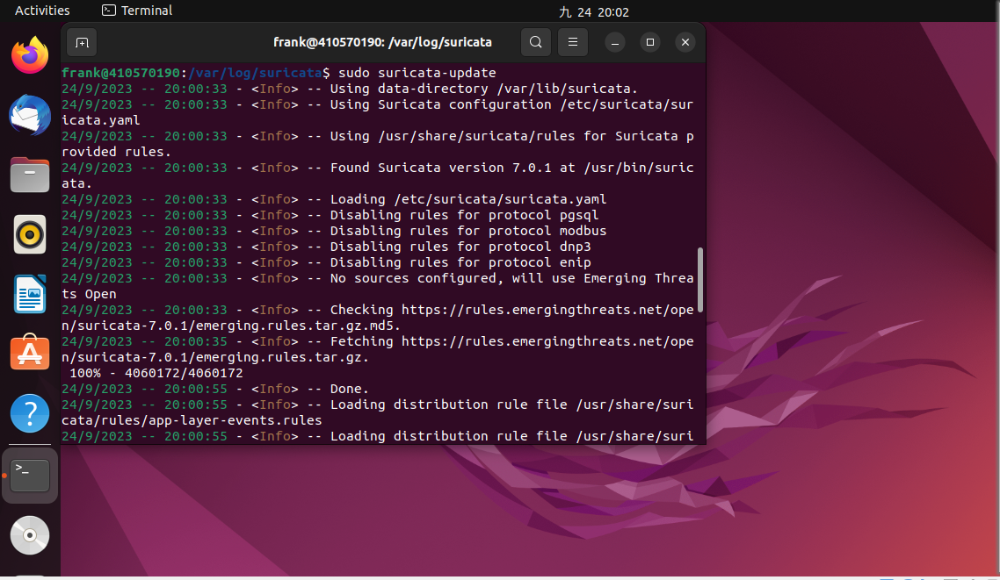 Activities
Terminal
九 24 20:02
frank@410570190: /var/log/suricata
frank@410570190:/var/log/suricata$ sudo suricata-update
24/9/2023 -- 20:00:33 - <Info> -- Using data-directory /var/lib/suricata.
24/9/2023 -- 20:00:33 - <Info> -- Using Suricata configuration /etc/suricata/sur
icata.yaml
24/9/2023 -- 20:00:33 - <Info> -- Using /usr/share/suricata/rules for Suricata p
rovided rules.
24/9/2023 -- 20:00:33 - <Info> -- Found Suricata version 7.0.1 at /usr/bin/suric
ata.
24/9/2023 -- 20:00:33 - <Info> -- Loading /etc/suricata/suricata.yaml
24/9/2023 -- 20:00:33 - <Info> -- Disabling rules for protocol pgsql
24/9/2023 -- 20:00:33 - <Info> -- Disabling rules for protocol modbus
24/9/2023 -- 20:00:33 - <Info> -- Disabling rules for protocol dnp3
24/9/2023 -- 20:00:33 - <Info> -- Disabling rules for protocol enip
24/9/2023 -- 20:00:33 - <Info> -- No sources configured, will use Emerging Threa
ts Open
24/9/2023 -- 20:00:33 - <Info> -- Checking https://rules.emergingthreats.net/ope
n/suricata-7.0.1/emerging.rules.tar.gz.md5.
24/9/2023 -- 20:00:35 - <Info> -- Fetching https://rules.emergingthreats.net/ope
n/suricata-7.0.1/emerging.rules.tar.gz.
100% - 4060172/4060172
24/9/2023 -- 20:00:55 - <Info> -- Done.
24/9/2023 -- 20:00:55 - <Info> -- Loading distribution rule file /usr/share/suri
cata/rules/app-layer-events.rules
24/9/2023 -- 20:00:55 - <Info> -- Loading distribution rule file /usr/share/suri